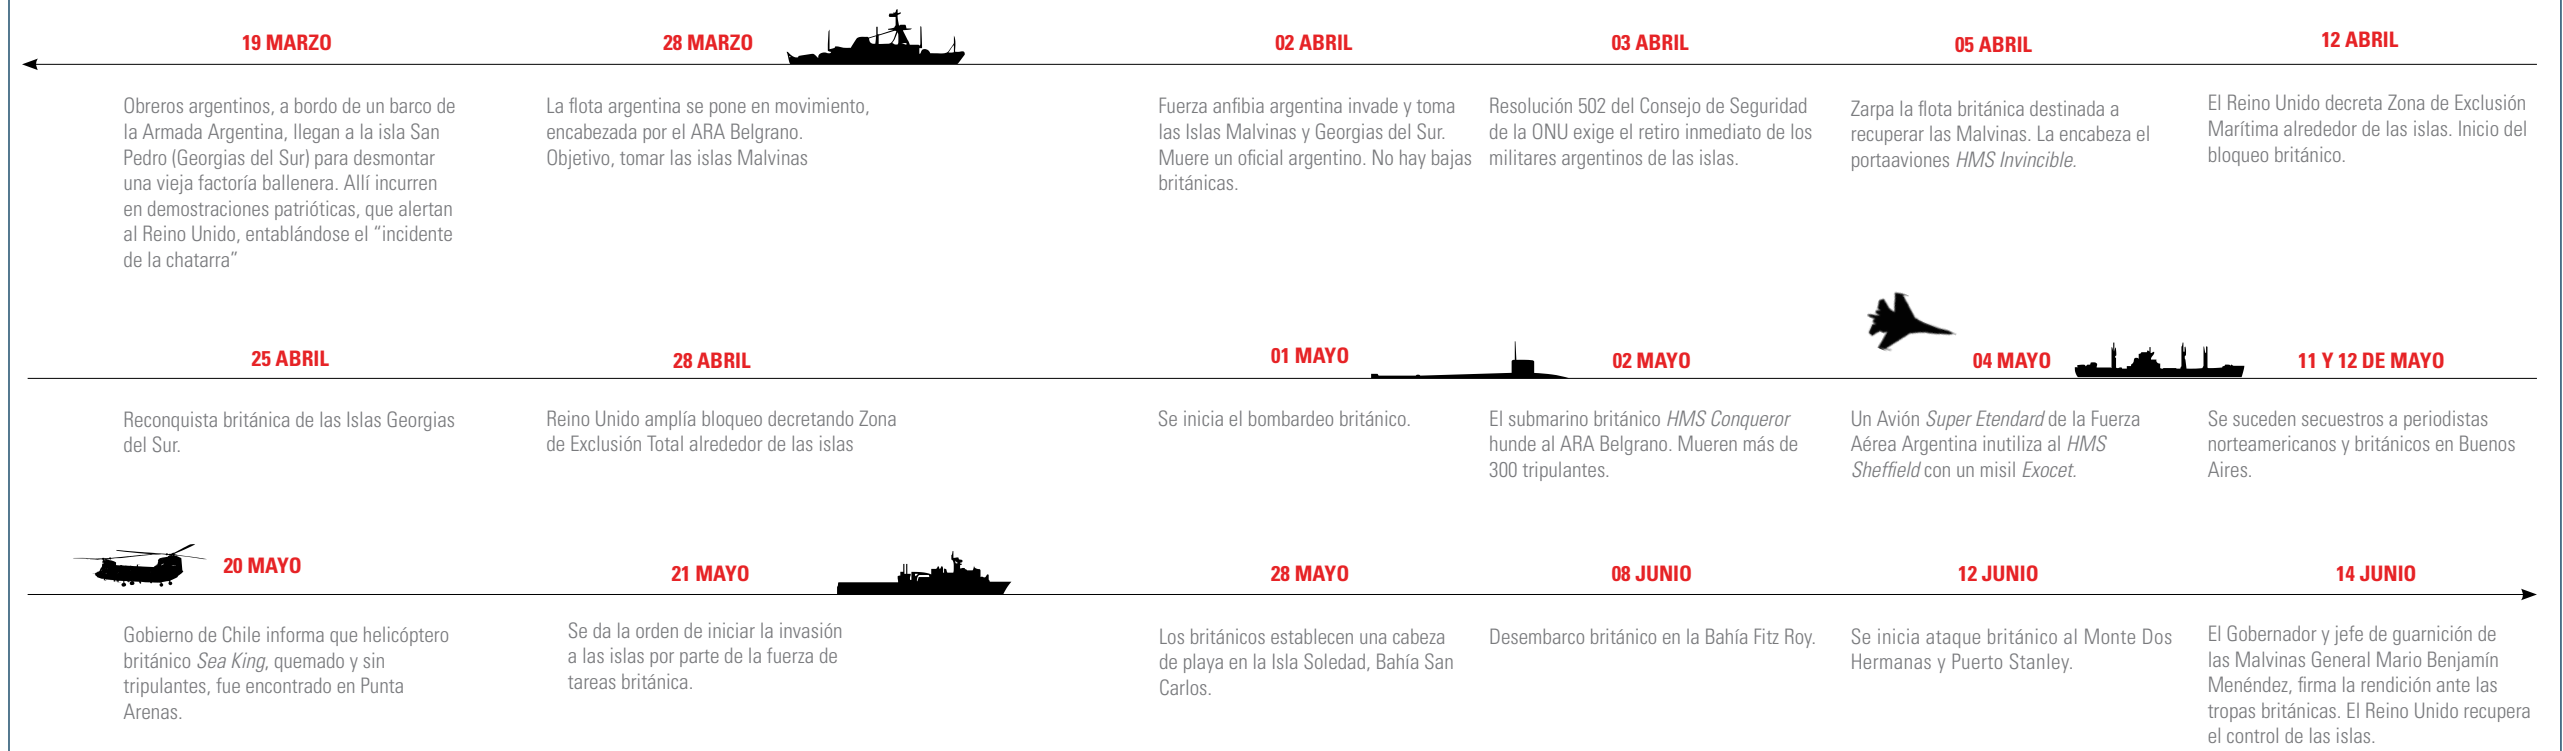 19 MARZO
Obreros argentinos, a bordo de un barco de
la Armada Argentina, llegan a la isla San
Pedro (Georgias del Sur) para desmontar
una vieja factoría ballenera. Allí incurren
en demostraciones patrióticas, que alertan
al Reino Unido, entablándose el “incidente
de la chatarra”
28 MARZO
La flota argentina se pone en movimiento,
encabezada por el ARA Belgrano.
Objetivo, tomar las islas Malvinas
02 ABRIL
Fuerza anfibia argentina invade y toma
las Islas Malvinas y Georgias del Sur.
Muere un oficial argentino. No hay bajas
británicas.
03 ABRIL
Resolución 502 del Consejo de Seguridad
de la ONU exige el retiro inmediato de los
militares argentinos de las islas.
05 ABRIL
Zarpa la flota británica destinada a
recuperar las Malvinas. La encabeza el
portaaviones HMS Invincible.
12 ABRIL
El Reino Unido decreta Zona de Exclusión
Marítima alrededor de las islas. Inicio del
bloqueo británico.
25 ABRIL
Reconquista británica de las Islas Georgias
del Sur.
28 ABRIL
Reino Unido amplía bloqueo decretando Zona
de Exclusión Total alrededor de las islas
01 MAYO
Se inicia el bombardeo británico.
02 MAYO
El submarino británico HMS Conqueror
hunde al ARA Belgrano. Mueren más de
300 tripulantes.
04 MAYO
Un Avión Super Etendard de la Fuerza
Aérea Argentina inutiliza al HMS
Sheffield con un misil Exocet.
11 Y 12 DE MAYO
Se suceden secuestros a periodistas
norteamericanos y británicos en Buenos
Aires.
20 MAYO
Gobierno de Chile informa que helicóptero
británico Sea King, quemado y sin
tripulantes, fue encontrado en Punta
Arenas.
21 MAYO
Se da la orden de iniciar la invasión
a las islas por parte de la fuerza de
tareas británica.
28 MAYO
Los británicos establecen una cabeza
de playa en la Isla Soledad, Bahía San
Carlos.
08 JUNIO
Desembarco británico en la Bahía Fitz Roy.
12 JUNIO
Se inicia ataque británico al Monte Dos
Hermanas y Puerto Stanley.
14 JUNIO
El Gobernador y jefe de guarnición de
las Malvinas General Mario Benjamín
Menéndez, firma la rendición ante las
tropas británicas. El Reino Unido recupera
el control de las islas.